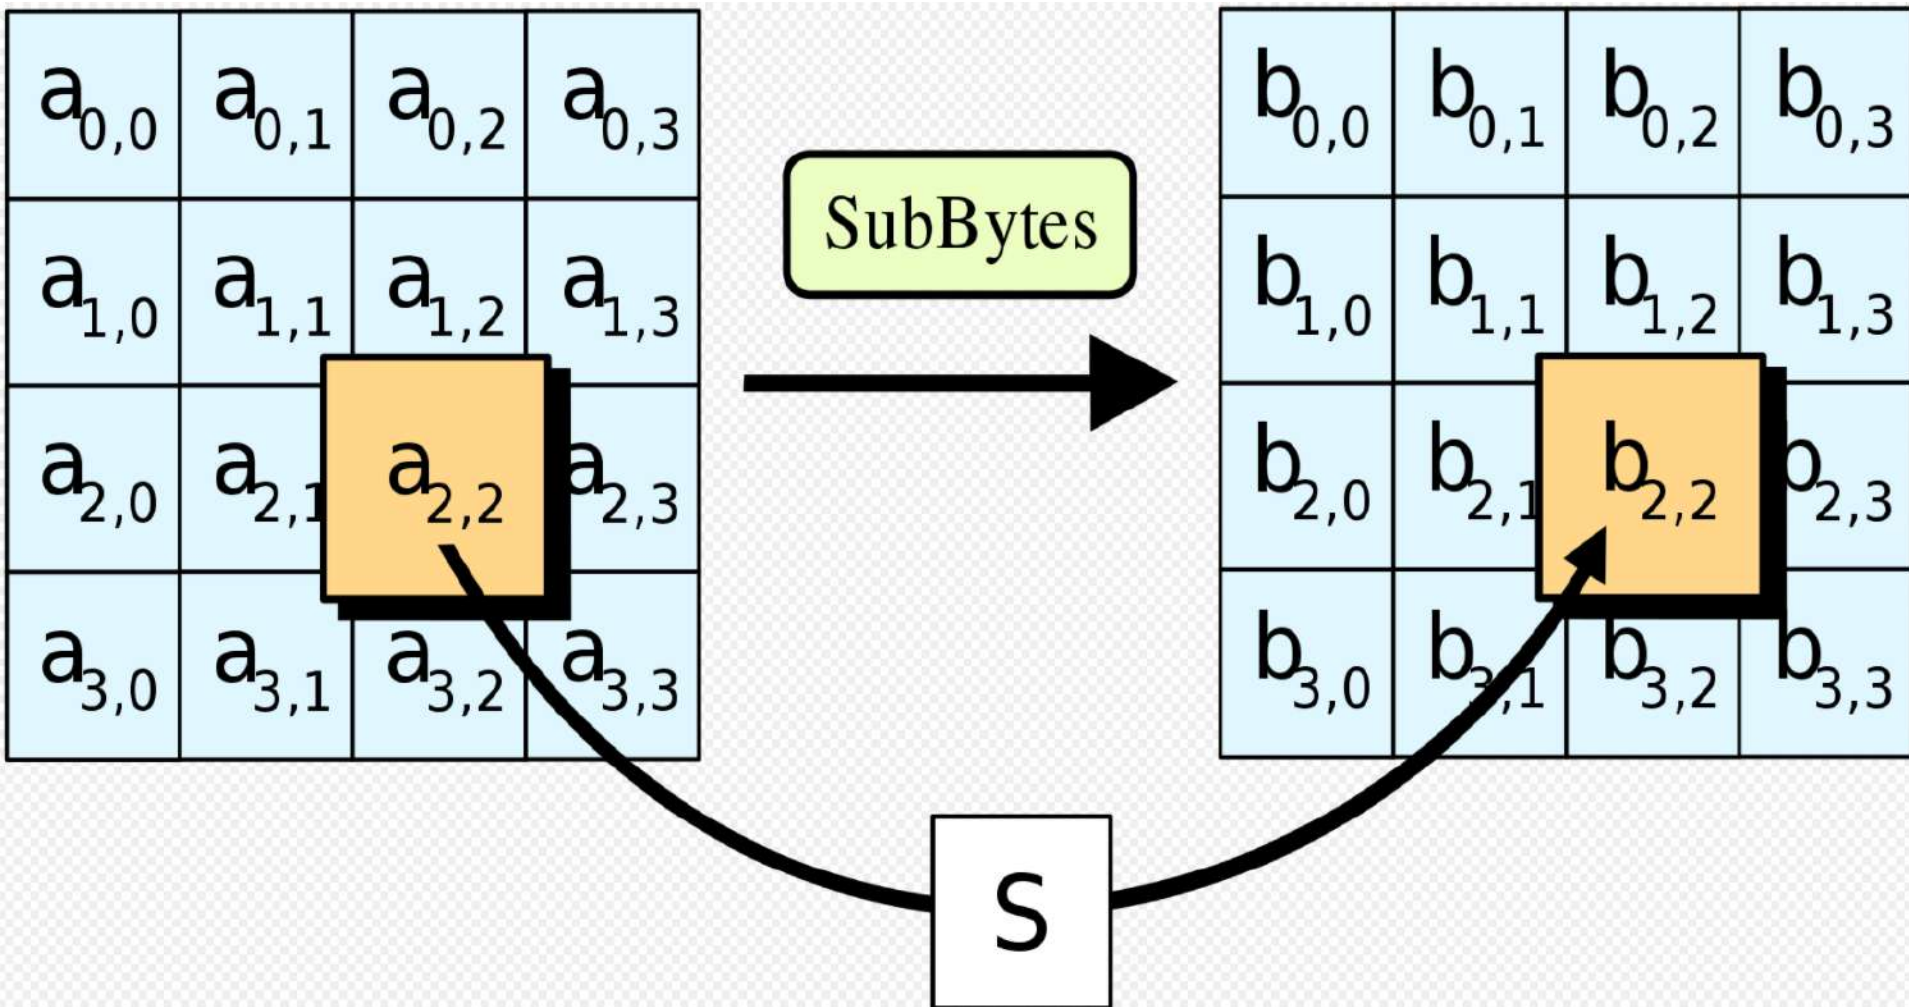 a0,0 a0,1 a0,2 a0,3
a1,0 a1,1 a1,2 a1,3
a2,0 a2,1 a2,2 a2,3
a3,0 a3,1 a3,2 a3,3
SubBytes
b0,0 b0,1 b0,2 b0,3
b1,0 b1,1 b1,2 b1,3
b2,0 b2,1 b2,2 b2,3
b3,0 b3,1 b3,2 b3,3
S